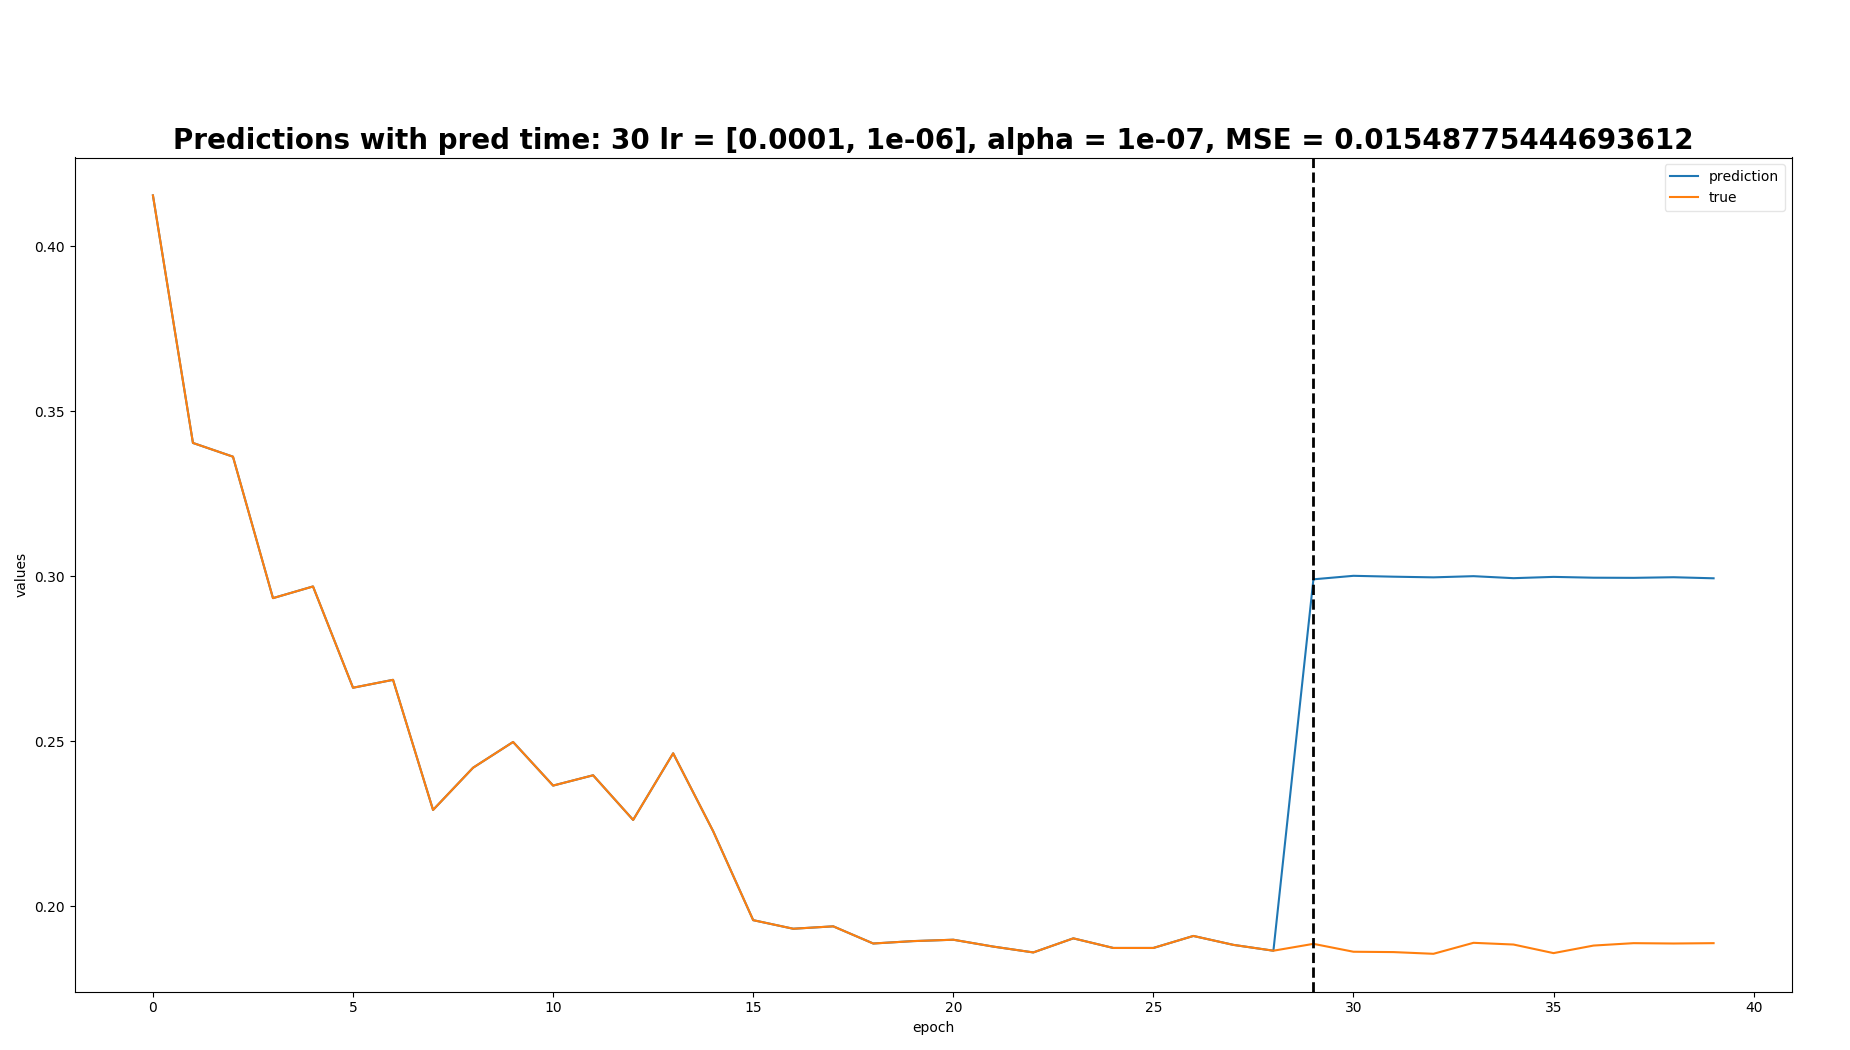 Predictions with pred time: 30 lr = [0.0001, 1e-06], alpha = 1e-07, MSE = 0.01548775444693612
prediction
true
0.40
0.35
0.30
0.25
0.20
values
0 5 10 15 20 25 30 35 40
epoch